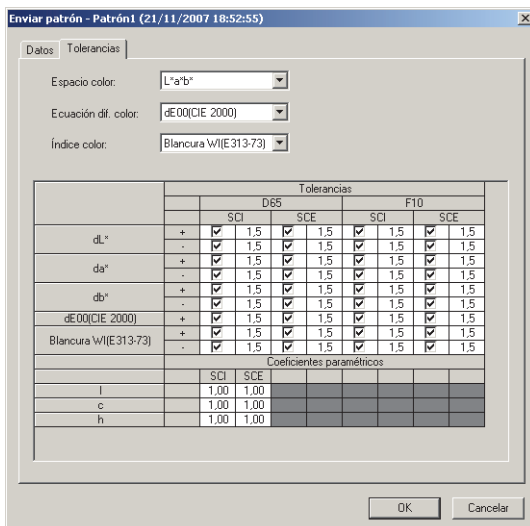 Enviar patrón - Patrón1 (21/11/2007 18:52:55)
Datos Tolerancias
Espacio color: L*a*b*
Ecuación dif. color: dE00(CIE 2000)
Índice color: Blancura WI(E313-73)
Tolerancias
D65 F10
SCI SCE SCI SCE
dL* + 1,5 1,5 1,5 1,5
- 1,5 1,5 1,5 1,5
da* + 1,5 1,5 1,5 1,5
- 1,5 1,5 1,5 1,5
db* + 1,5 1,5 1,5 1,5
- 1,5 1,5 1,5 1,5
dE00(CIE 2000) + 1,5 1,5 1,5 1,5
Blancura WI(E313-73) + 1,5 1,5 1,5 1,5
- 1,5 1,5 1,5 1,5
Coeficientes paramétricos
SCI SCE
l 1,00 1,00
c 1,00 1,00
h 1,00 1,00
OK Cancelar